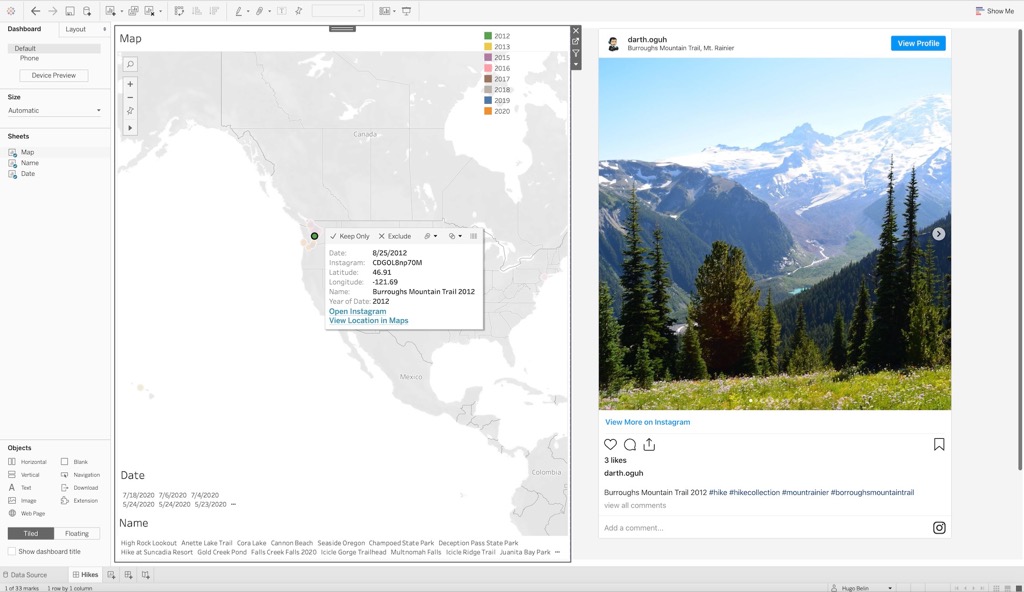 Show Me
Dashboard
Layout
Default
Phone
Device Preview
Size
Automatic
Sheets
Map
Name
Date
Objects
Horizontal
Blank
Vertical
Navigation
Text
Download
Image
Extension
Web Page
Tiled
Floating
Show dashboard title
Map
2012
2013
2015
2016
2017
2018
2019
2020
Canada
Mexico
Colombia
Keep Only
Exclude
Date: 8/25/2012
Instagram: CDGOL8np70M
Latitude: 46.91
Longitude: -121.69
Name: Burroughs Mountain Trail 2012
Year of Date: 2012
Open Instagram
View Location in Maps
Date
7/18/2020 7/6/2020 7/4/2020
5/24/2020 5/24/2020 5/23/2020
Name
High Rock Lookout Anette Lake Trail Cora Lake Cannon Beach Seaside Oregon Champoed State Park Deception Pass State Park
Hike at Suncadia Resort Gold Creek Pond Falls Creek Falls 2020 Icicle Gorge Trailhead Multnomah Falls Icicle Ridge Trail Juanita Bay Park
darth.oguh
Burroughs Mountain Trail, Mt. Rainier
View Profile
View More on Instagram
3 likes
darth.oguh
Burroughs Mountain Trail 2012 #hike #hikecollection #mountrainier #borroughsmountaintrail
view all comments
Add a comment...
Data Source
Hikes
1 of 33 marks 1 row by 1 column
Hugo Belin